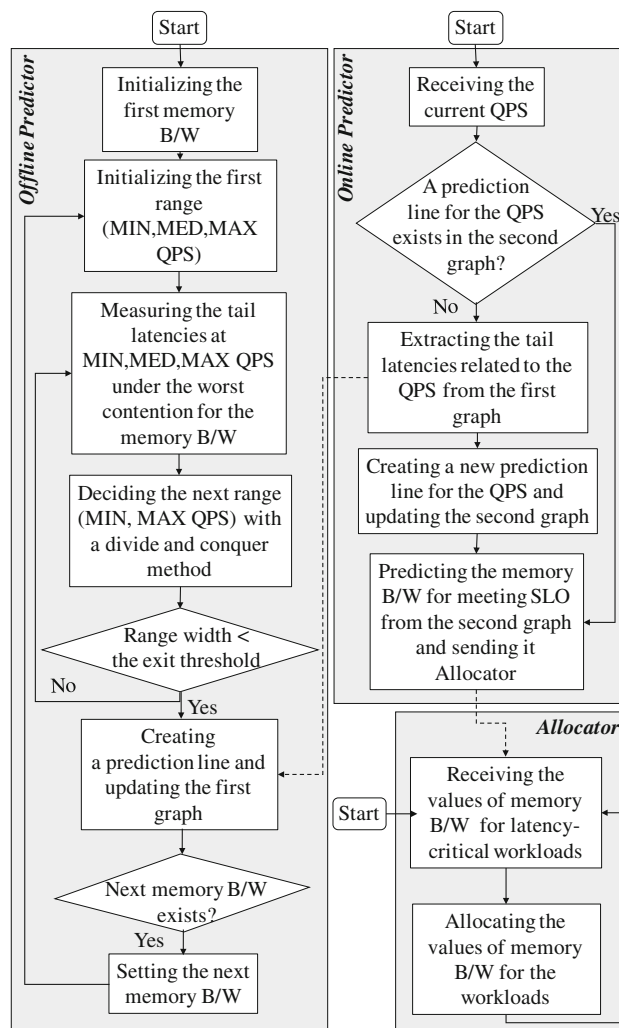 Start
Offline Predictor
Initializing the
first memory
B/W
Initializing the
first range
(MIN,MED,MAX
QPS)
Measuring the tail
latencies at
MIN,MED,MAX QPS
under the worst
contention for the
memory B/W
Deciding the next
range
(MIN, MAX QPS) with
a divide and conquer
method
Range width <
the exit threshold
No
Yes
Creating
a prediction line and
updating the first
graph
Next memory B/W
exists?
Yes
Setting the next
memory B/W
Start
Online Predictor
Receiving the
current QPS
A prediction
line for the QPS
exists in the second
graph?
Yes
No
Extracting the tail
latencies related to the
QPS from the first
graph
Creating a new prediction
line for the QPS and
updating the second graph
Predicting the memory
B/W for meeting SLO
from the second graph
and sending it
Allocator
Allocator
Start
Receiving the
values of memory
B/W for latency-
critical workloads
Allocating the
values of memory
B/W for the
workloads